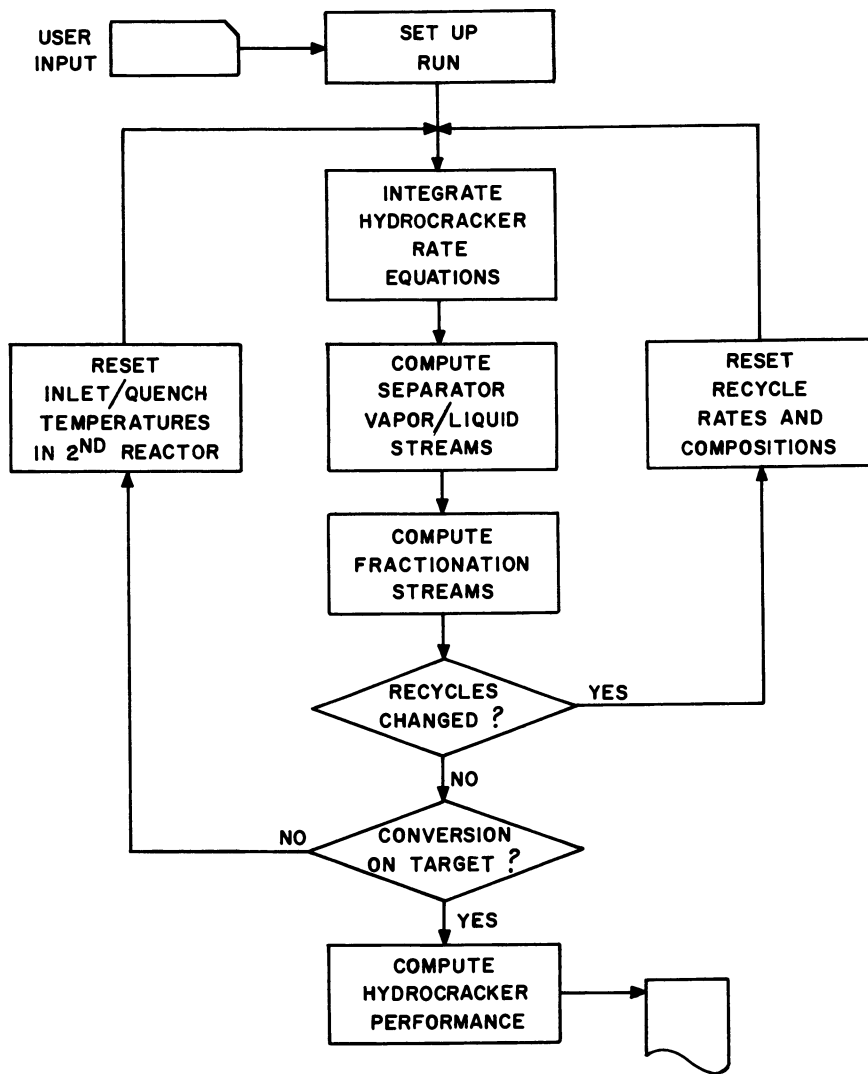 USER
INPUT
SET UP
RUN
INTEGRATE
HYDROCRACKER
RATE
EQUATIONS
RESET
INLET/QUENCH
TEMPERATURES
IN 2ND REACTOR
COMPUTE
SEPARATOR
VAPOR/LIQUID
STREAMS
RESET
RECYCLE
RATES AND
COMPOSITIONS
COMPUTE
FRACTIONATION
STREAMS
RECYCLES
CHANGED ?
YES
NO
NO
CONVERSION
ON TARGET ?
YES
COMPUTE
HYDROCRACKER
PERFORMANCE